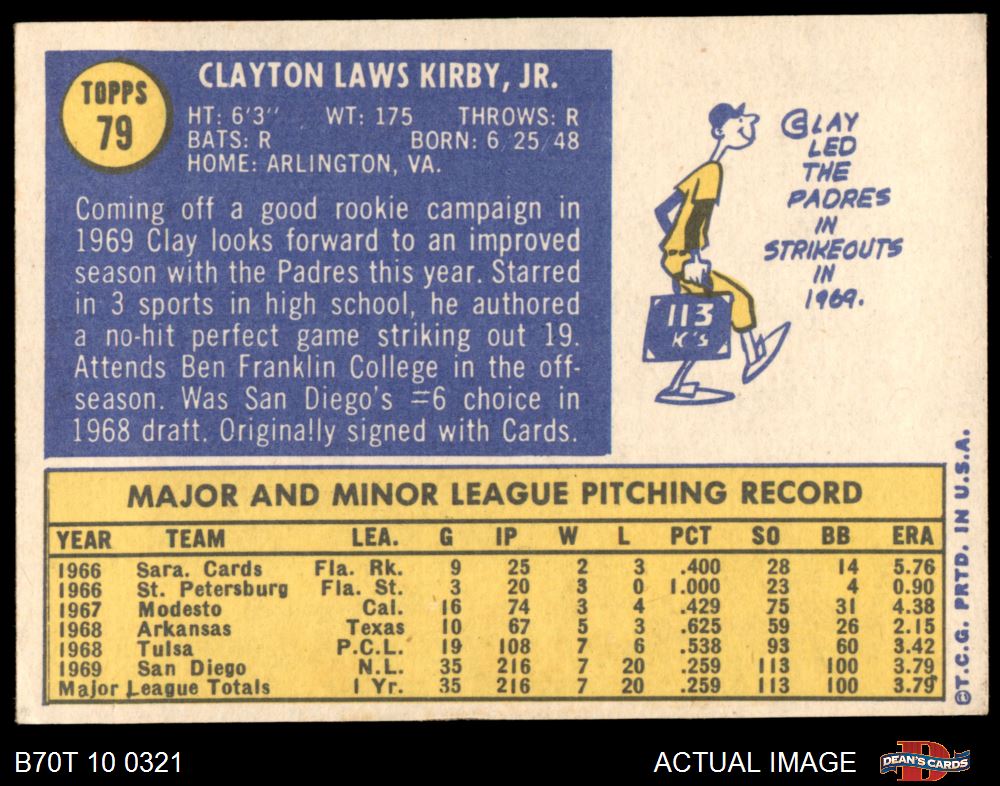 TOPPS
79
CLAYTON LAWS KIRBY, JR.
HT: 6'3" WT: 175 THROWS: R
BATS: R BORN: 6 25 48
HOME: ARLINGTON, VA.
Coming off a good rookie campaign in
1969 Clay looks forward to an improved
season with the Padres this year. Starred
in 3 sports in high school, he authored
a no-hit perfect game striking out 19.
Attends Ben Franklin College in the off-
season. Was San Diego's #6 choice in
1968 draft. Originally signed with Cards.
CLAY
LED
THE
PADRES
IN
STRIKEOUTS
IN
1969.
113
K's
MAJOR AND MINOR LEAGUE PITCHING RECORD
YEAR TEAM LEA. G IP W L PCT SO BB ERA
1966 Sara. Cards Fla. Rk. 9 25 2 3 .400 28 14 5.76
1966 St. Petersburg Fla. St. 3 20 3 0 1.000 23 4 0.90
1967 Modesto Cal. 16 74 3 4 .429 75 31 4.38
1968 Arkansas Texas 10 67 5 3 .625 59 26 2.15
1968 Tulsa P.C.L. 19 108 7 6 .538 93 60 3.42
1969 San Diego N.L. 35 216 7 20 .259 113 100 3.79
Major League Totals 1 Yr. 35 216 7 20 .259 113 100 3.79
©T.C.G. PRTD. IN U.S.A.
B70T 10 0321
ACTUAL IMAGE
D
DEAN'S CARDS